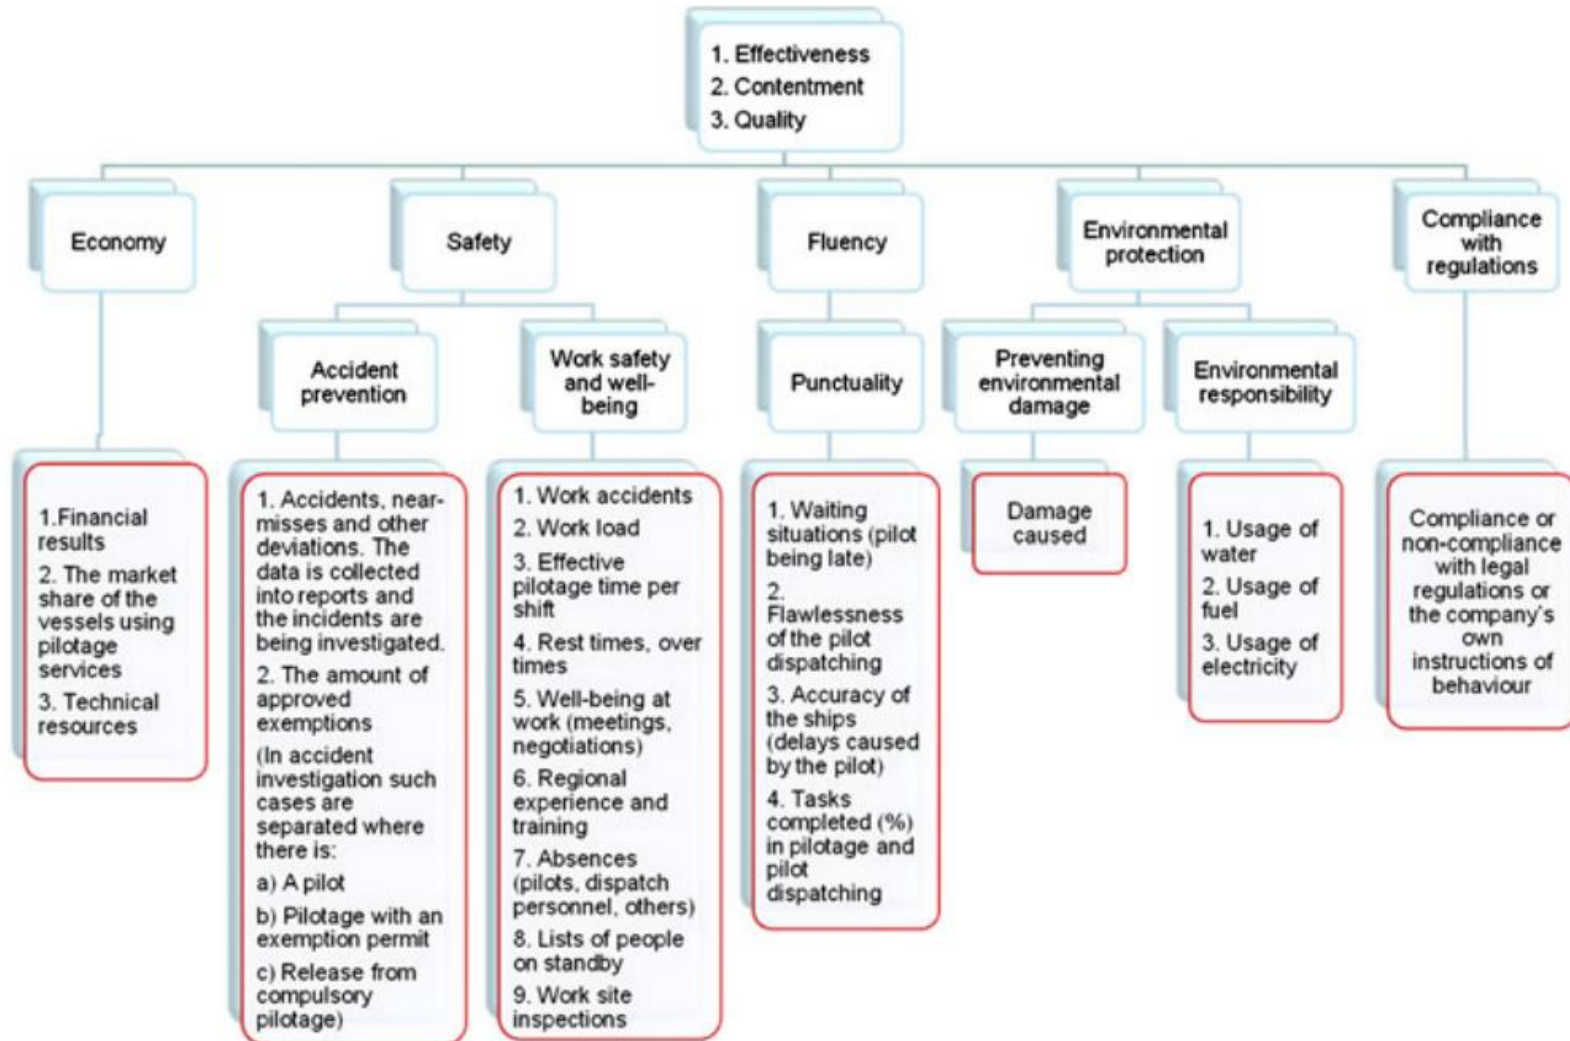 1. Effectiveness
2. Contentment
3. Quality
Economy
Safety
Fluency
Environmental
protection
Compliance
with
regulations
Accident
prevention
Work safety
and well-
being
Punctuality
Preventing
environmental
damage
Environmental
responsibility
1.Financial
results
2. The market
share of the
vessels using
pilotage
services
3. Technical
resources
1. Accidents, near-
misses and other
deviations. The
data is collected
into reports and
the incidents are
being investigated.
2. The amount of
approved
exemptions
(In accident
investigation such
cases are
separated where
there is:
a) A pilot
b) Pilotage with an
exemption permit
c) Release from
compulsory
pilotage)
1. Work accidents
2. Work load
3. Effective
pilotage time per
shift
4. Rest times, over
times
5. Well-being at
work (meetings,
negotiations)
6. Regional
experience and
training
7. Absences
(pilots, dispatch
personnel, others)
8. Lists of people
on standby
9. Work site
inspections
1. Waiting
situations (pilot
being late)
2.
Flawlessness
of the pilot
dispatching
3. Accuracy of
the ships
(delays caused
by the pilot)
4. Tasks
completed (%)
in pilotage and
pilot
dispatching
Damage
caused
1. Usage of
water
2. Usage of
fuel
3. Usage of
electricity
Compliance or
non-compliance
with legal
regulations or
the company's
own
instructions of
behaviour